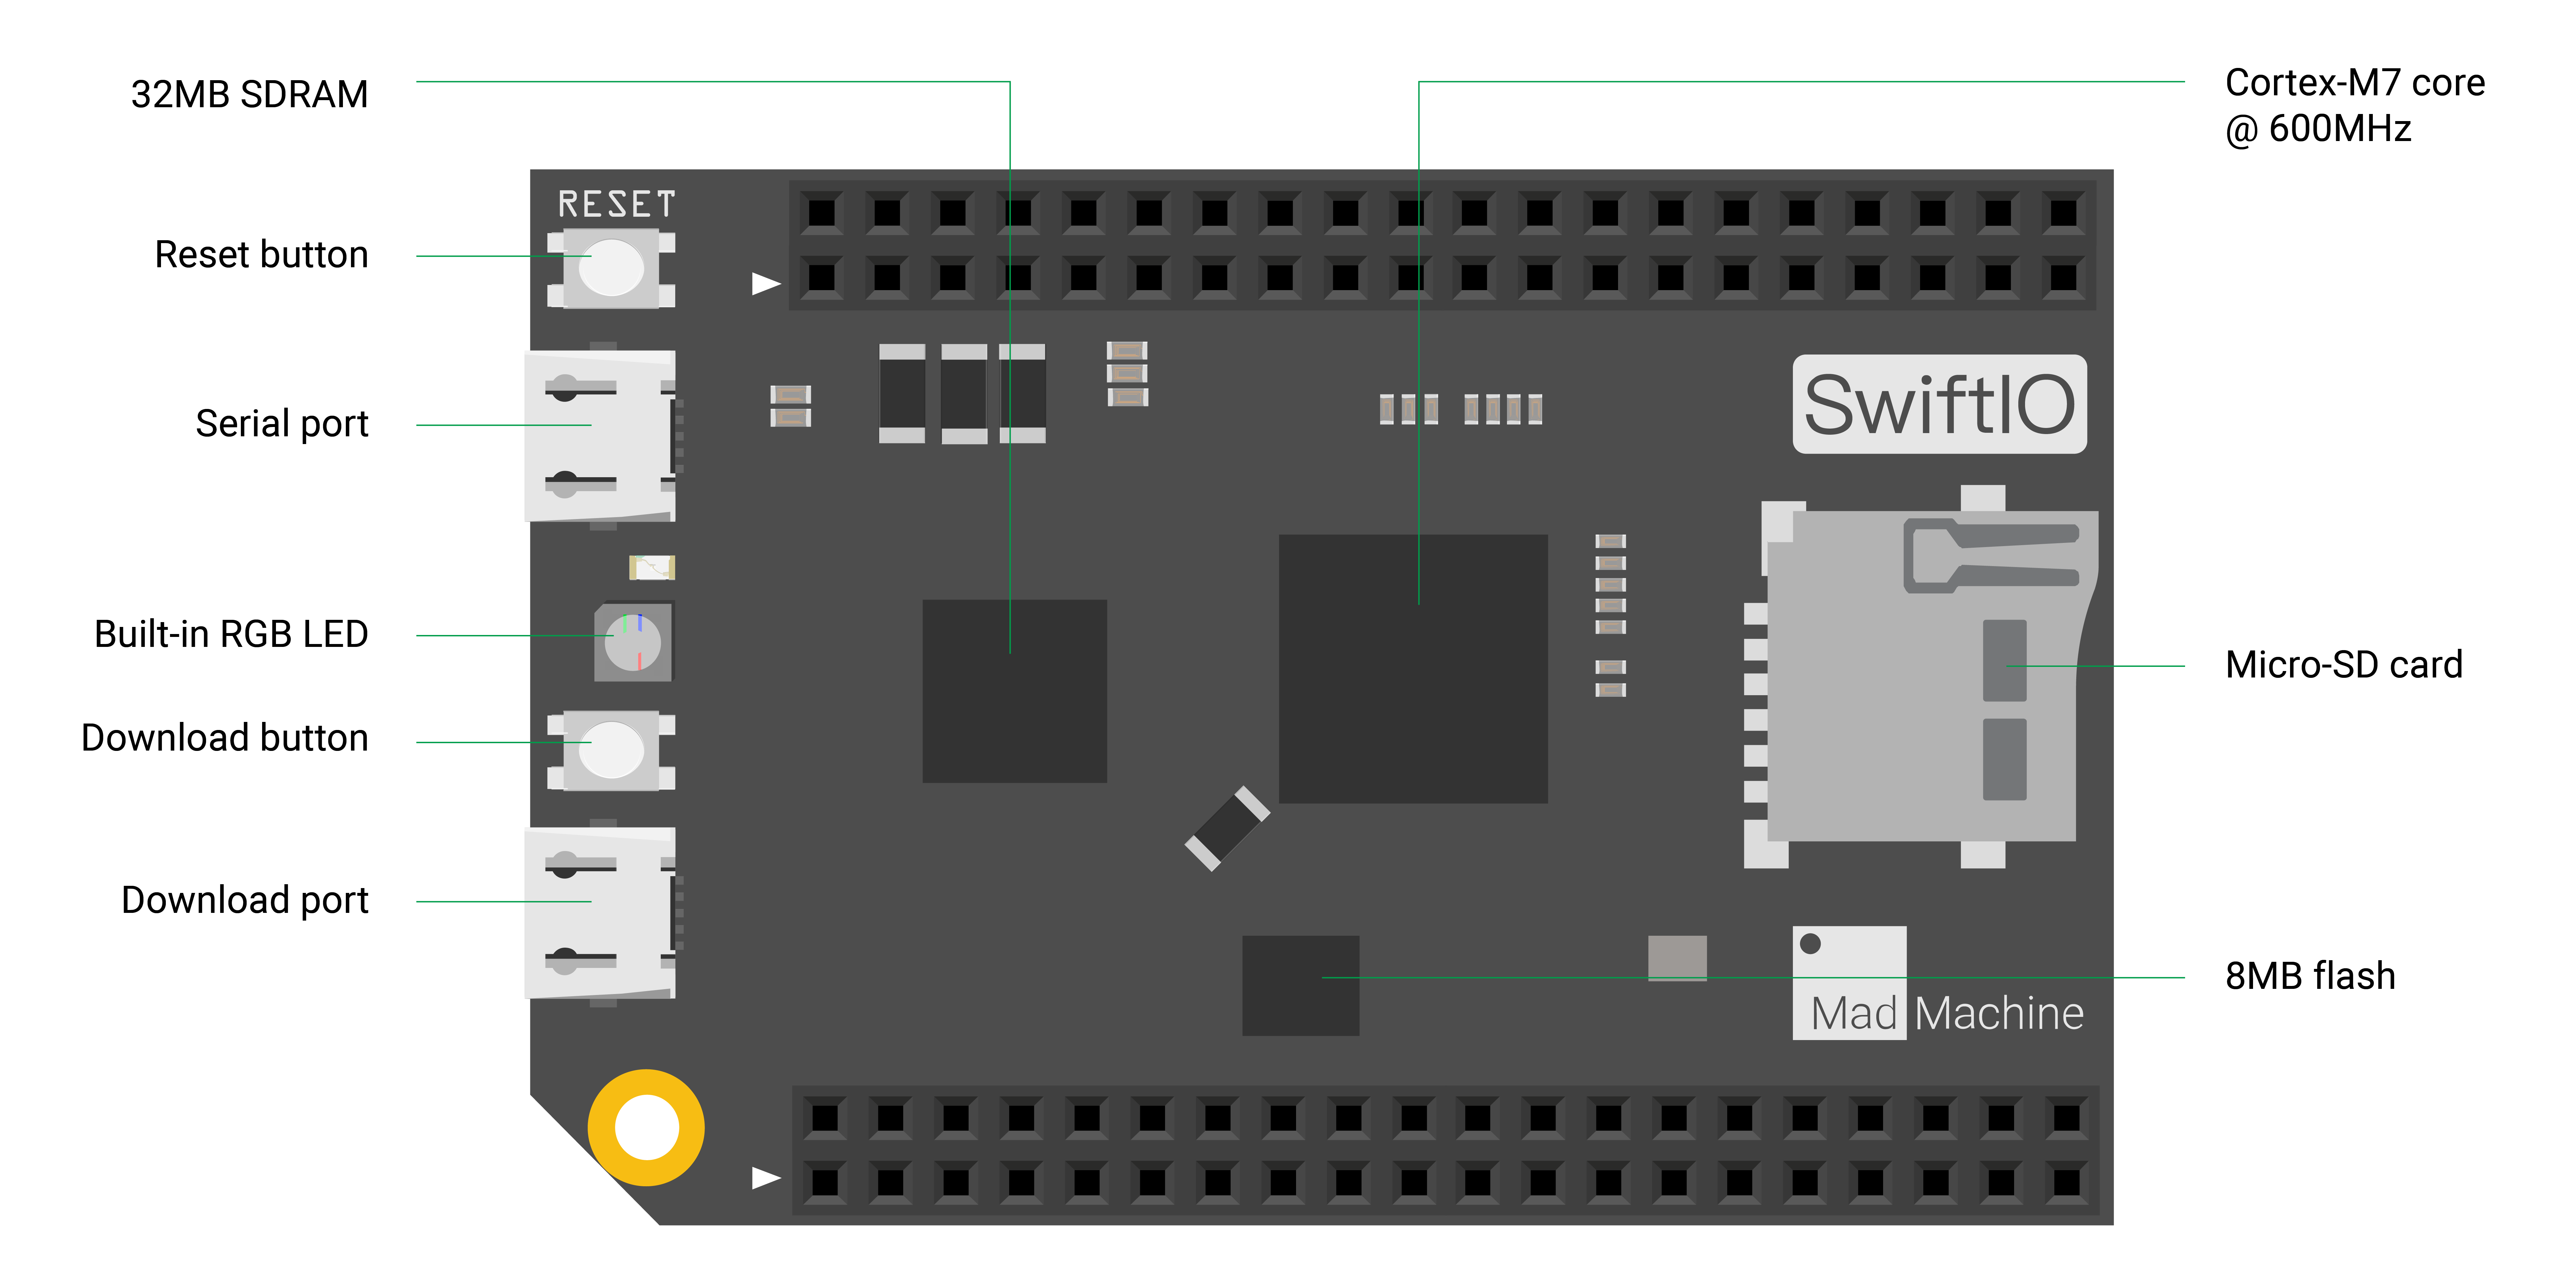 32MB SDRAM
Cortex-M7 core
@ 600MHz
RESET
Reset button
SwiftIO
Serial port
Built-in RGB LED
Micro-SD card
Download button
Download port
8MB flash
Mad Machine